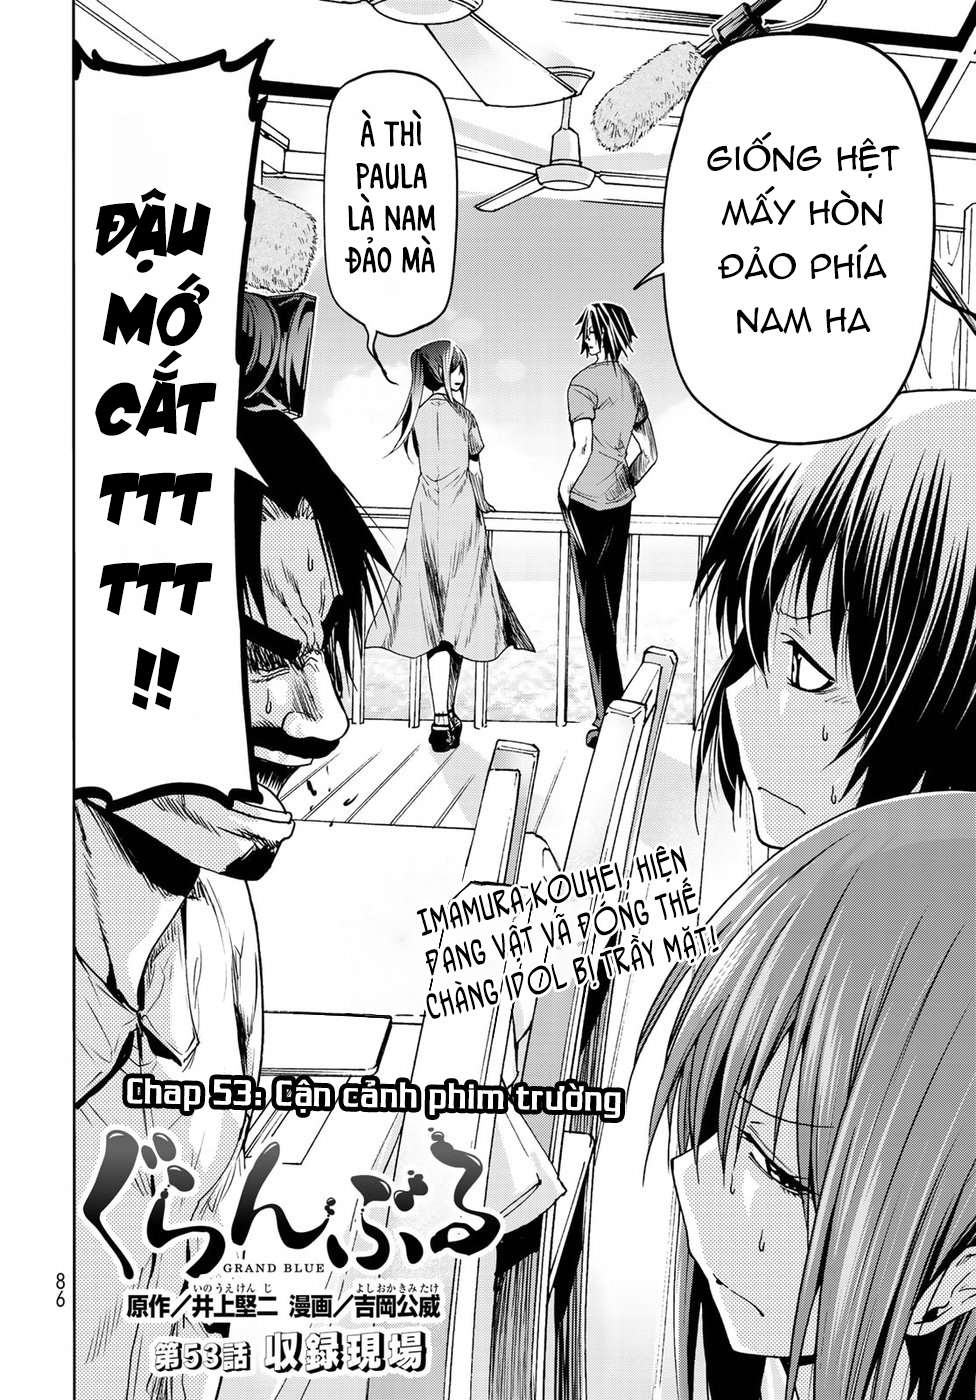 GIỐNG HỆT
MẤY HÒN
ĐẢO PHÍA
NAM HA
À THÌ
PAULA
LÀ NAM
ĐẢO MÀ
ĐẬU
MỚ
CẮT
TTT
TTT
!!
IMAMURA KOUHEI, HIỆN
ĐANG VẬT VÃ ĐÓNG THẾ
CHÀNG IDOL BỊ TRẦY MẶT!
Chap 53: Cận cảnh phim trường
ぐらんぶる
GRAND BLUE
いのうえけんじ よしおかきみたけ
原作/井上堅二 漫画/吉岡公威
第53話 収録現場
86